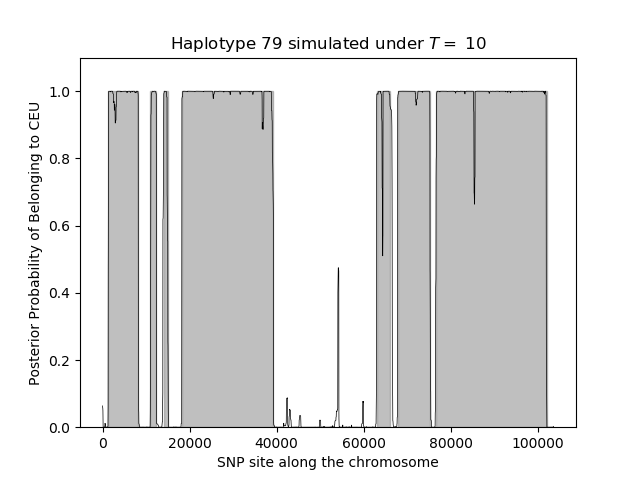 Haplotype 79 simulated under T = 10
Posterior Probability of Belonging to CEU
1.0
0.8
0.6
0.4
0.2
0.0
0 20000 40000 60000 80000 100000
SNP site along the chromosome